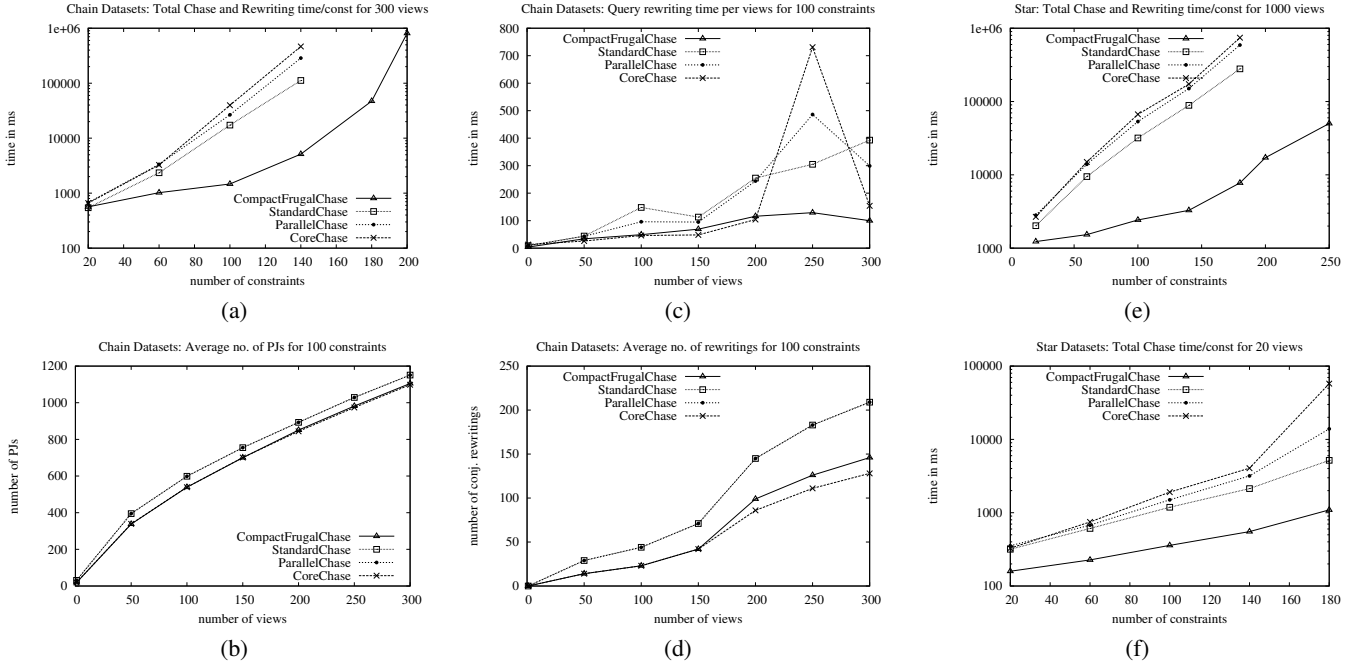 Chain Datasets: Total Chase and Rewriting time/const for 300 views
1e+06
100000
10000
1000
100
time in ms
CompactFrugalChase
StandardChase
ParallelChase
CoreChase
20 40 60 80 100 120 140 160 180 200
number of constraints
(a)
Chain Datasets: Query rewriting time per views for 100 constraints
800
700
600
500
400
300
200
100
0
time in ms
CompactFrugalChase
StandardChase
ParallelChase
CoreChase
0 50 100 150 200 250 300
number of views
(c)
Star: Total Chase and Rewriting time/const for 1000 views
1e+06
100000
10000
1000
time in ms
CompactFrugalChase
StandardChase
ParallelChase
CoreChase
0 50 100 150 200 250
number of constraints
(e)
Chain Datasets: Average no. of PJs for 100 constraints
1200
1000
800
600
400
200
0
number of PJs
CompactFrugalChase
StandardChase
ParallelChase
CoreChase
0 50 100 150 200 250 300
number of views
(b)
Chain Datasets: Average no. of rewritings for 100 constraints
250
200
150
100
50
0
number of conj. rewritings
CompactFrugalChase
StandardChase
ParallelChase
CoreChase
0 50 100 150 200 250 300
number of views
(d)
Star Datasets: Total Chase time/const for 20 views
100000
10000
1000
100
time in ms
CompactFrugalChase
StandardChase
ParallelChase
CoreChase
20 40 60 80 100 120 140 160 180
number of constraints
(f)